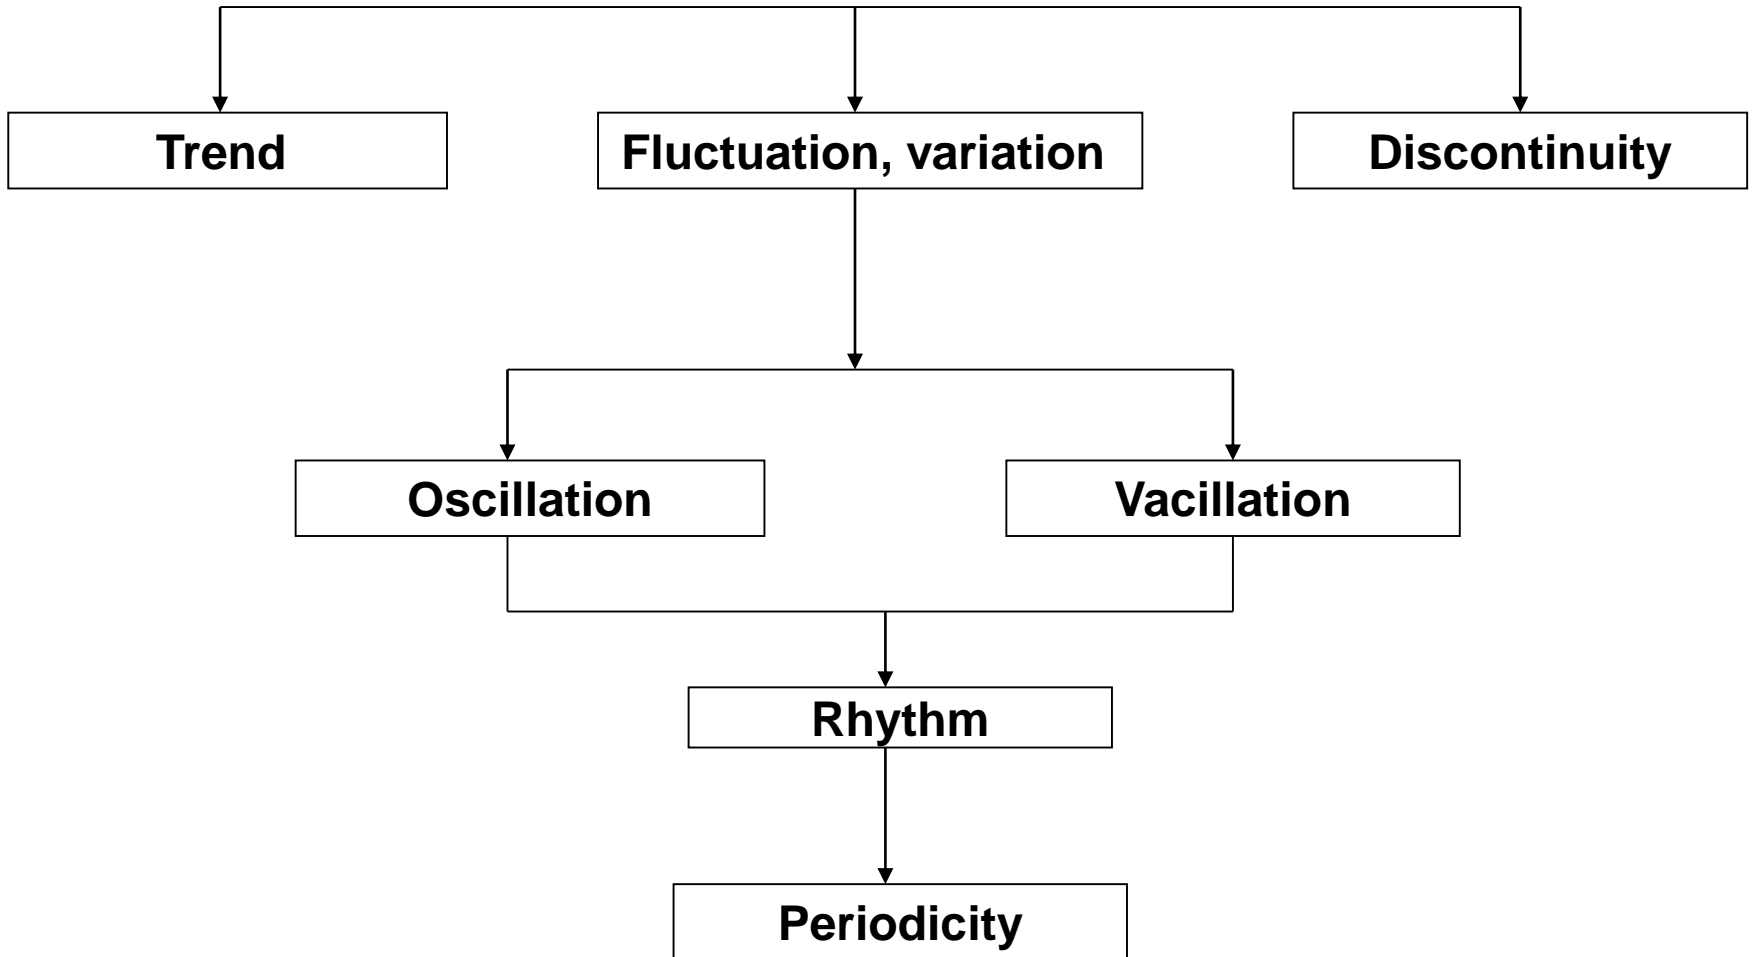 Trend
Fluctuation, variation
Discontinuity
Oscillation
Vacillation
Rhythm
Periodicity